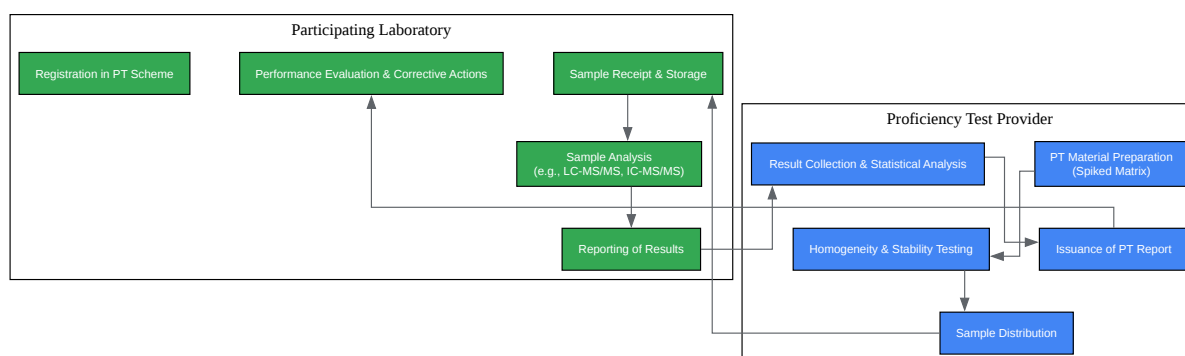 Participating Laboratory
Registration in PT Scheme
Performance Evaluation & Corrective Actions
Sample Receipt & Storage
Sample Analysis
(e.g., LC-MS/MS, IC-MS/MS)
Reporting of Results
Proficiency Test Provider
Result Collection & Statistical Analysis
PT Material Preparation
(Spiked Matrix)
Homogeneity & Stability Testing
Issuance of PT Report
Sample Distribution